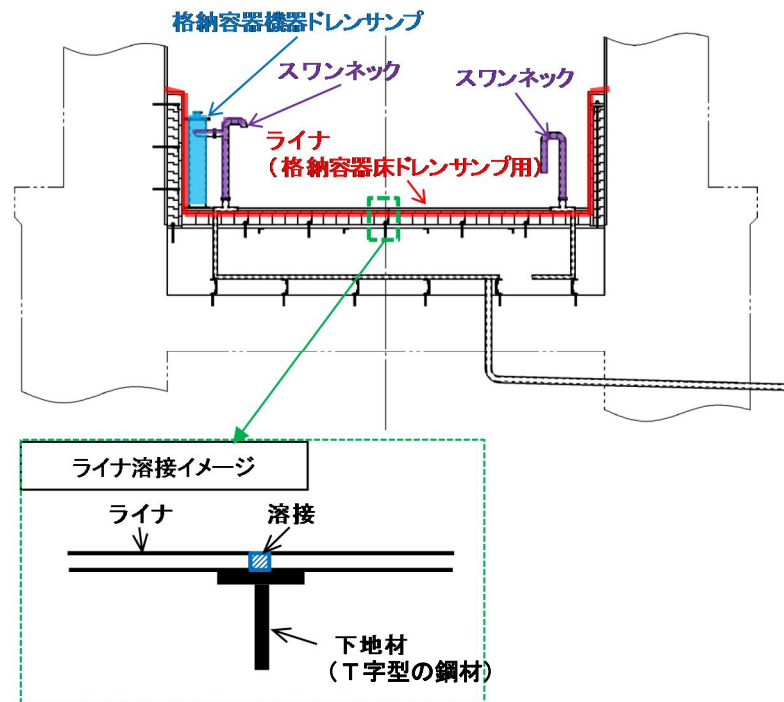 格納容器機器ドレンサンプ
スワンネック
スワンネック
ライナ
(格納容器床ドレンサンプ用)
ライナ溶接イメージ
ライナ
溶接
下地材
(T字型の鋼材)